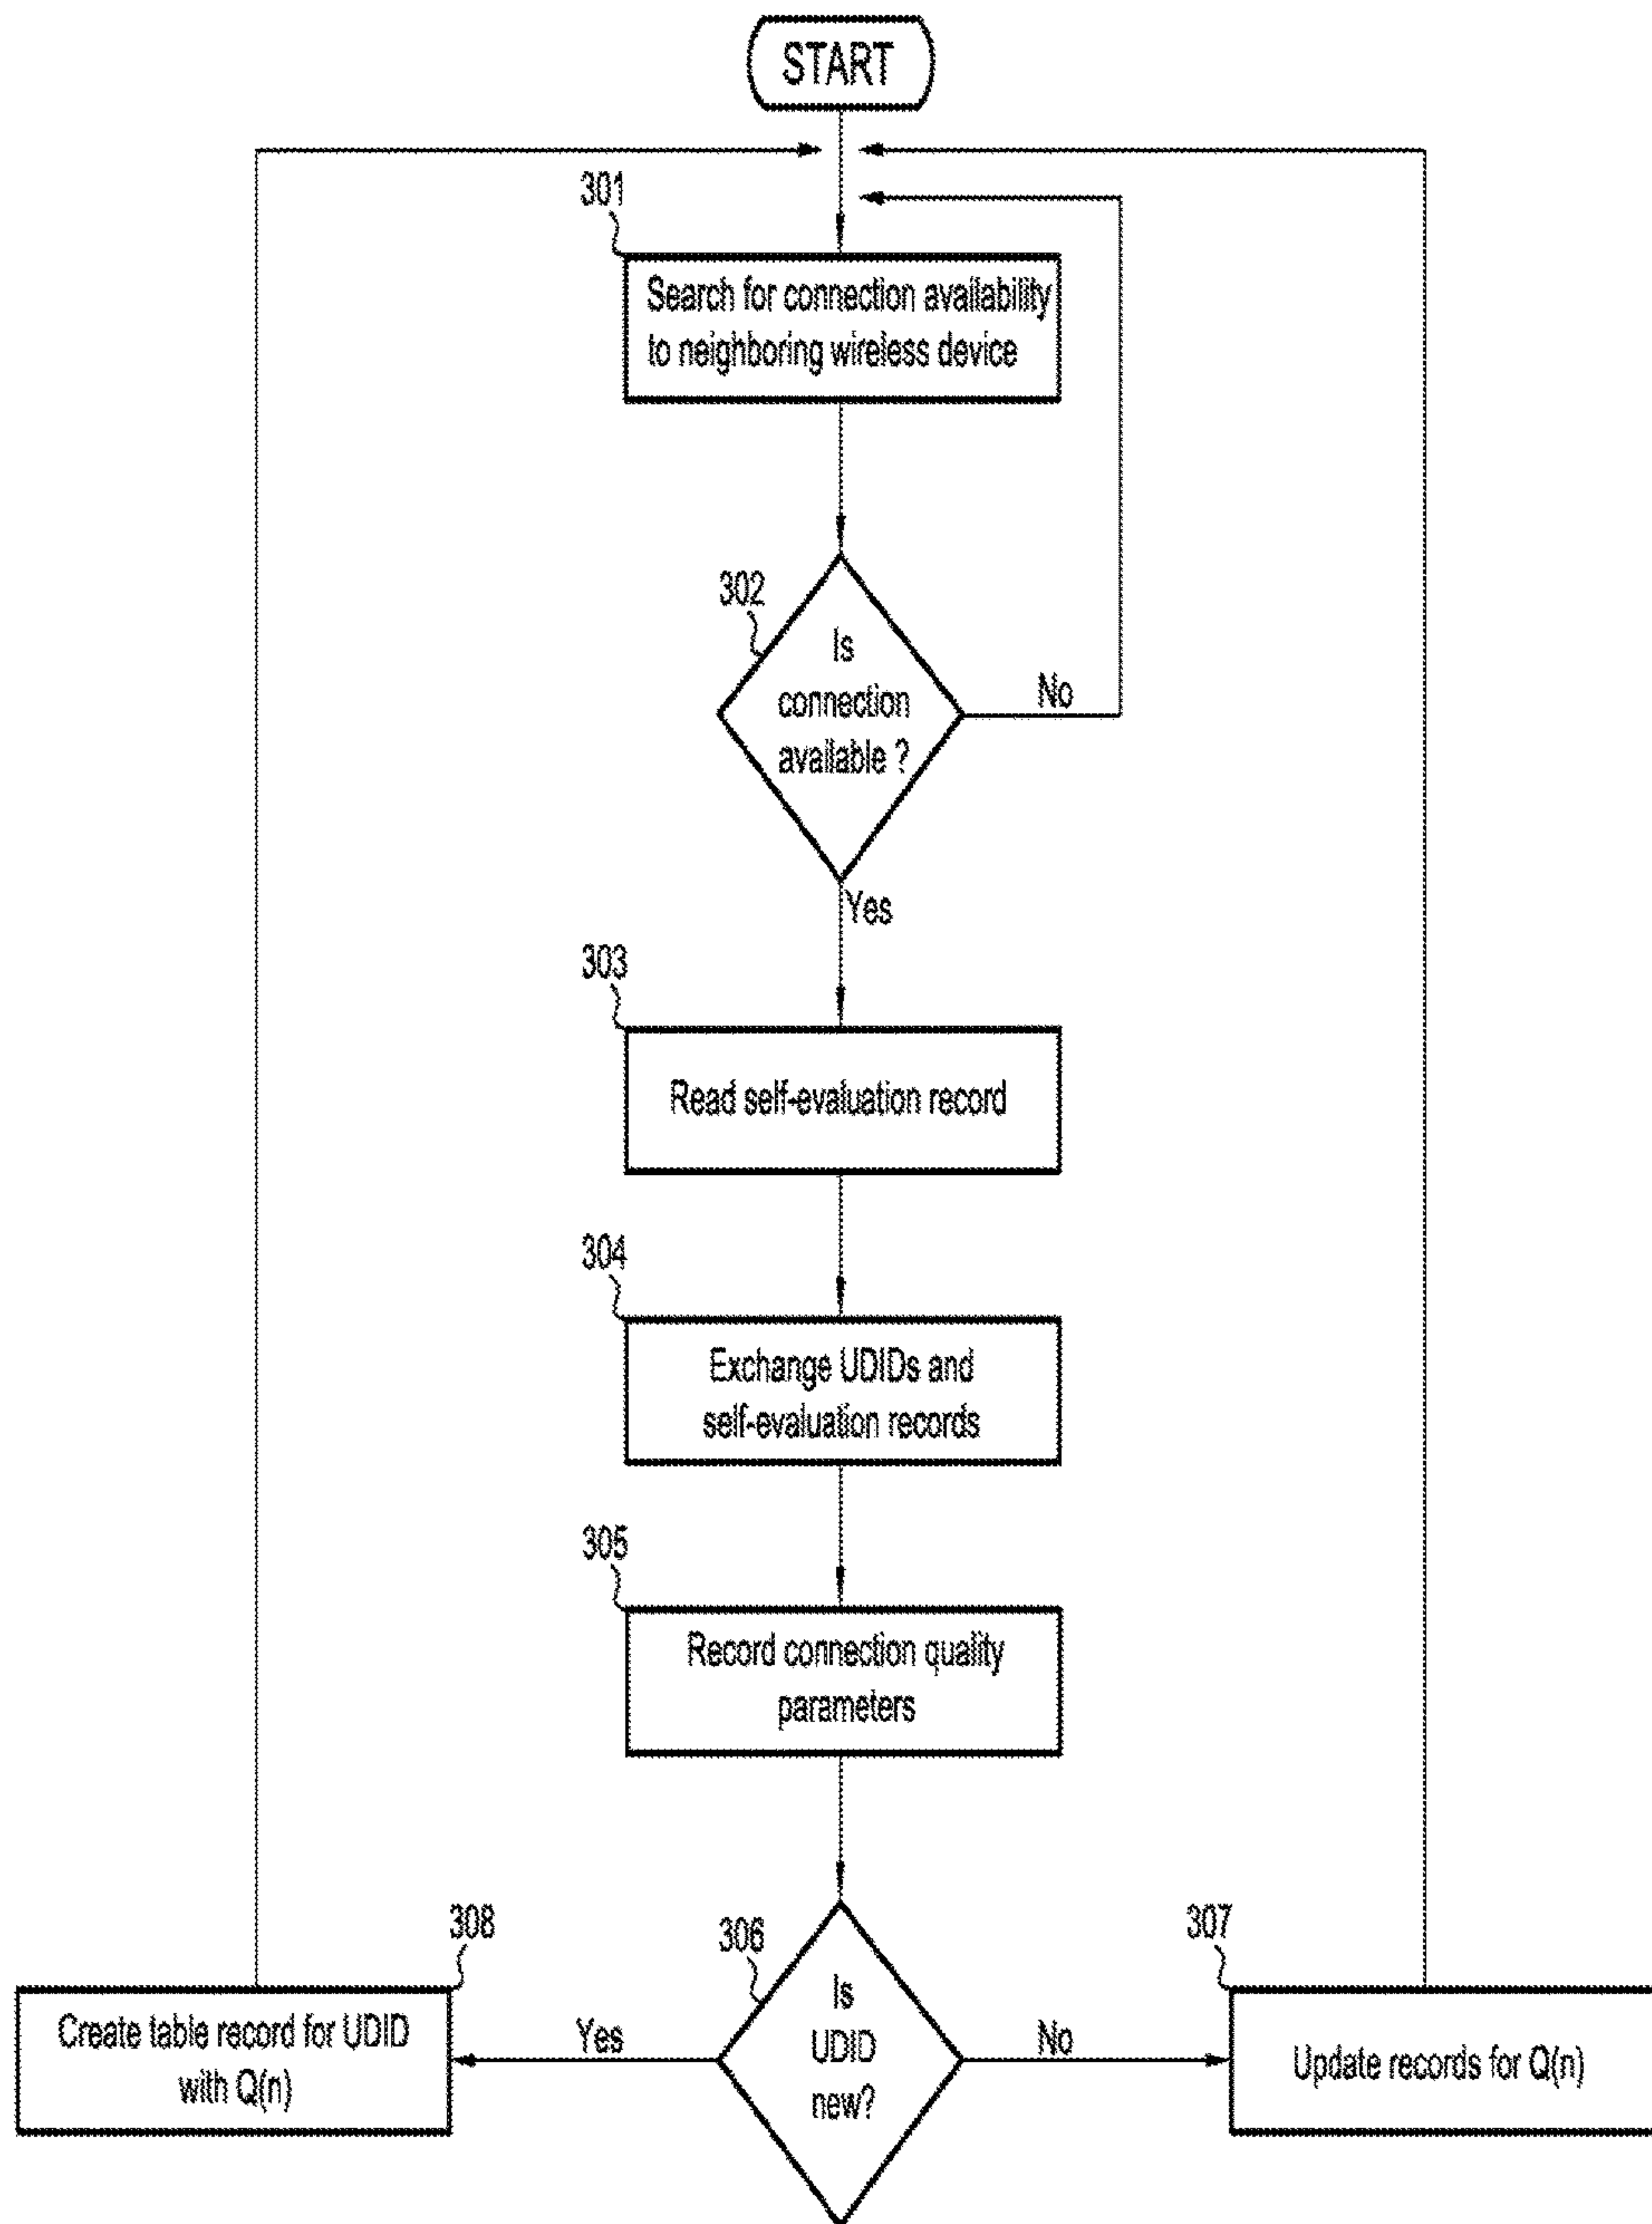 START
301
Search for connection availability
to neighboring wireless device
302
Is
connection
available ?
No
Yes
303
Read self-evaluation record
304
Exchange UDIDs and
self-evaluation records
305
Record connection quality
parameters
308
306
307
Create table record for UDID
with Q(n)
Yes
Is
UDID
new?
No
Update records for Q(n)